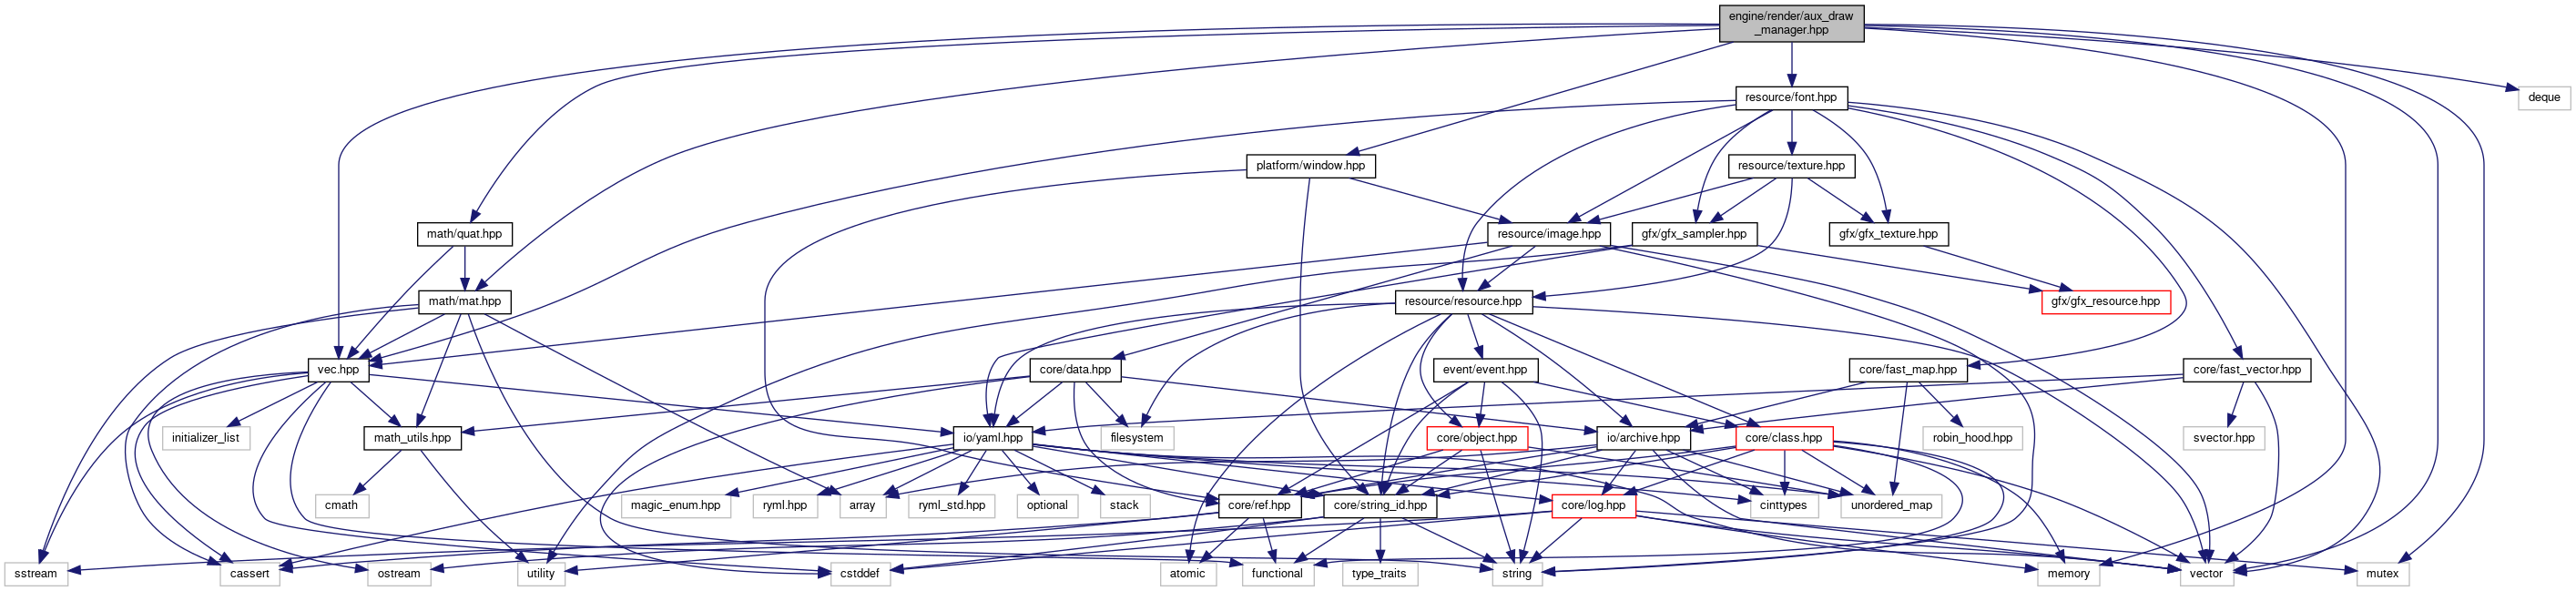 engine/render/aux_draw
_manager.hpp
resource/font.hpp
deque
platform/window.hpp
resource/texture.hpp
math/quat.hpp
resource/image.hpp
gfx/gfx_sampler.hpp
gfx/gfx_texture.hpp
math/mat.hpp
resource/resource.hpp
gfx/gfx_resource.hpp
vec.hpp
core/data.hpp
event/event.hpp
core/fast_map.hpp
core/fast_vector.hpp
initializer_list
math_utils.hpp
filesystem
io/yaml.hpp
core/object.hpp
io/archive.hpp
core/class.hpp
robin_hood.hpp
svector.hpp
cmath
magic_enum.hpp
ryml.hpp
array
ryml_std.hpp
optional
stack
core/ref.hpp
core/string_id.hpp
core/log.hpp
cinttypes
unordered_map
sstream
cassert
ostream
utility
cstddef
atomic
functional
type_traits
string
memory
vector
mutex